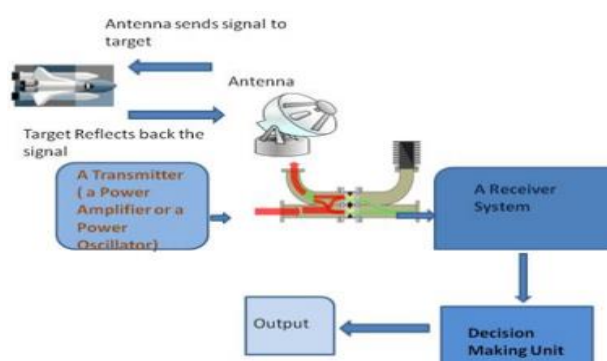 Antenna sends signal to
target
Antenna
Target Reflects back the
signal
A Transmitter
( a Power
Amplifier or a
Power
Oscillator)
A Receiver
System
Output
Decision
Making Unit